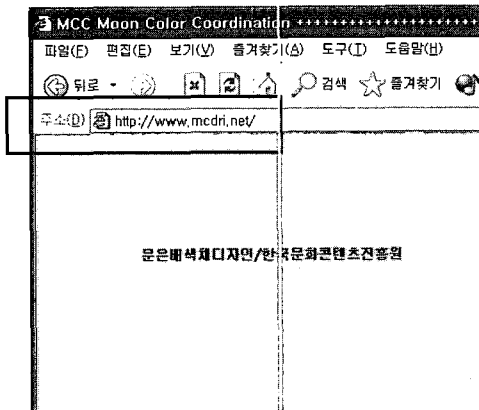 MCC Moon Color Coordination
파일(F) 편집(E) 보기(V) 즐겨찾기(A) 도구(T) 도움말(H)
뒤로 검색 즐겨찾기
주소(D) http://www.mcdri.net/
문은배색채디자인/한국문화콘텐츠진흥원